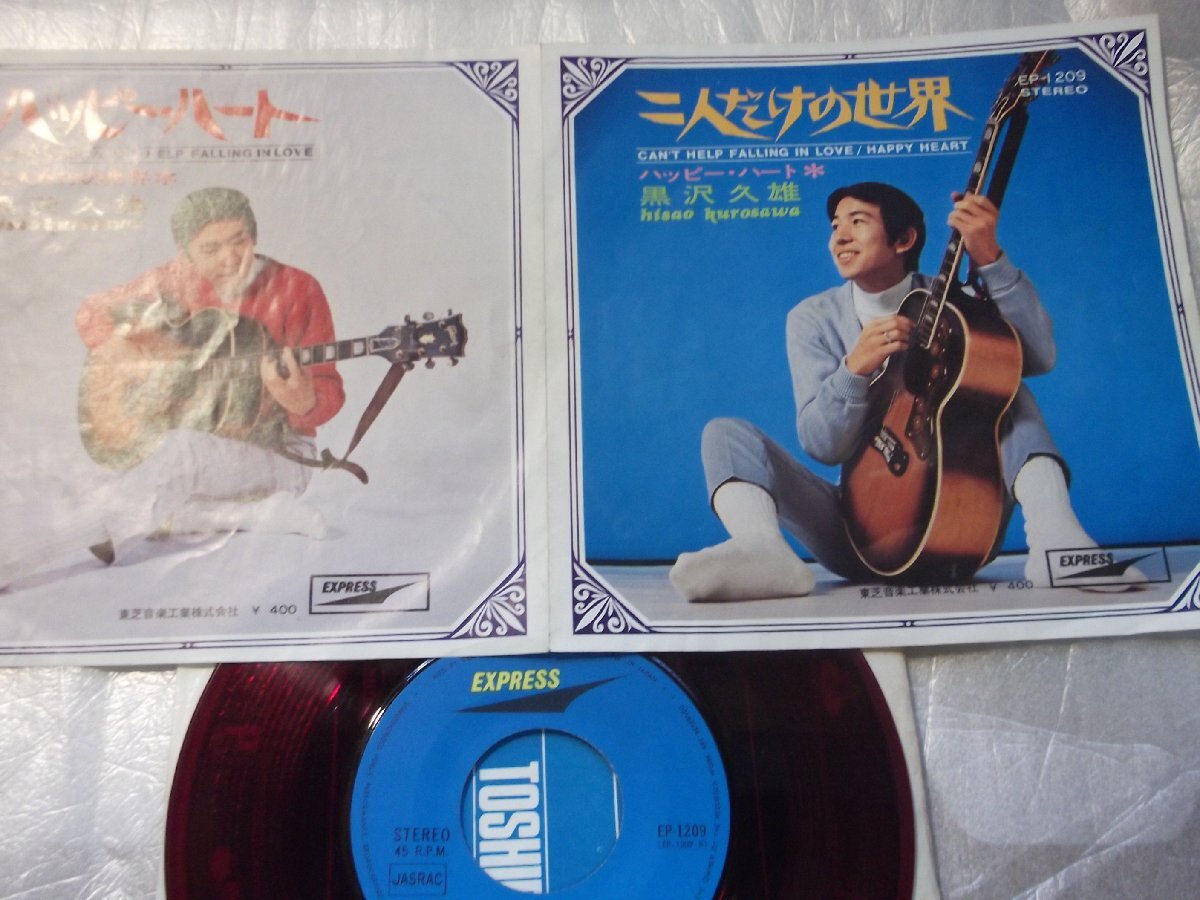 ハッピー・ハート
HELP FALLING IN LOVE
EXPRESS
東芝音楽工業株式会社 ¥ 400
EP-1209
STEREO
二人だけの世界
CAN'T HELP FALLING IN LOVE / HAPPY HEART
ハッピー・ハート*
黒沢久雄
hisao kurosawa
EXPRESS
東芝音楽工業株式会社 ¥ 400
EXPRESS
TOSHI
STEREO
45 R.P.M.
JASRAC
EP-1209